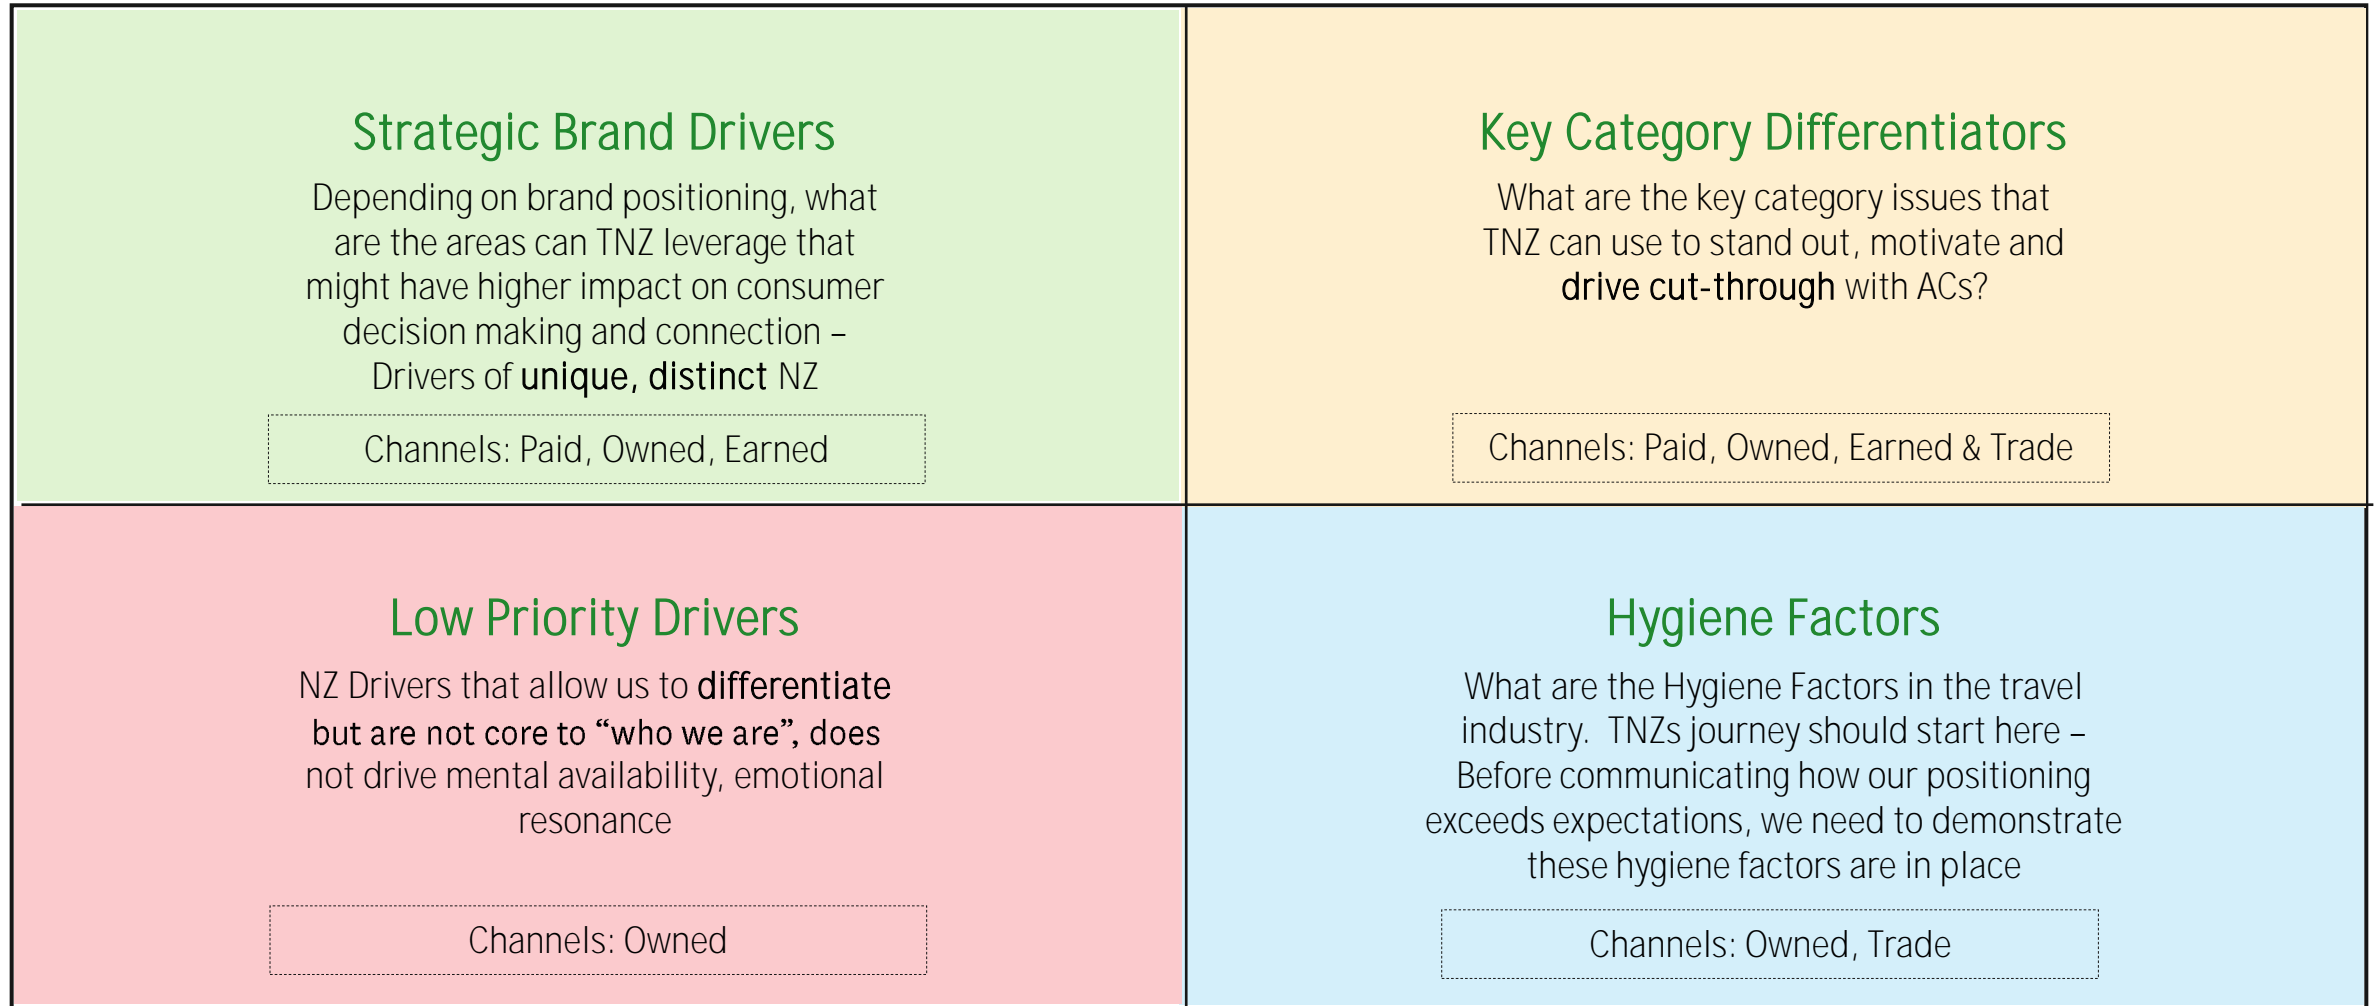 Strategic Brand Drivers
Depending on brand positioning, what
are the areas can TNZ leverage that
might have higher impact on consumer
decision making and connection –
Drivers of unique, distinct NZ
Channels: Paid, Owned, Earned
Key Category Differentiators
What are the key category issues that
TNZ can use to stand out, motivate and
drive cut-through with ACs?
Channels: Paid, Owned, Earned & Trade
Low Priority Drivers
NZ Drivers that allow us to differentiate
but are not core to “who we are”, does
not drive mental availability, emotional
resonance
Channels: Owned
Hygiene Factors
What are the Hygiene Factors in the travel
industry. TNZs journey should start here –
Before communicating how our positioning
exceeds expectations, we need to demonstrate
these hygiene factors are in place
Channels: Owned, Trade